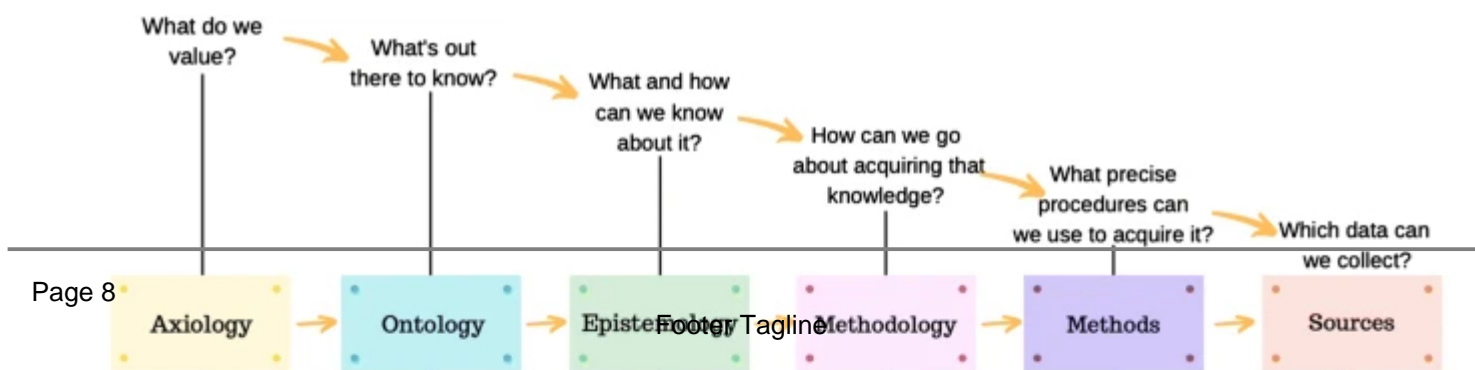 What do we
value?
What's out
there to know?
What and how
can we know
about it?
How can we go
about acquiring that
knowledge?
What precise
procedures can
we use to acquire it?
Which data can
we collect?
Page 8
Axiology
Ontology
Epistemology
Footer Tagline
Methodology
Methods
Sources